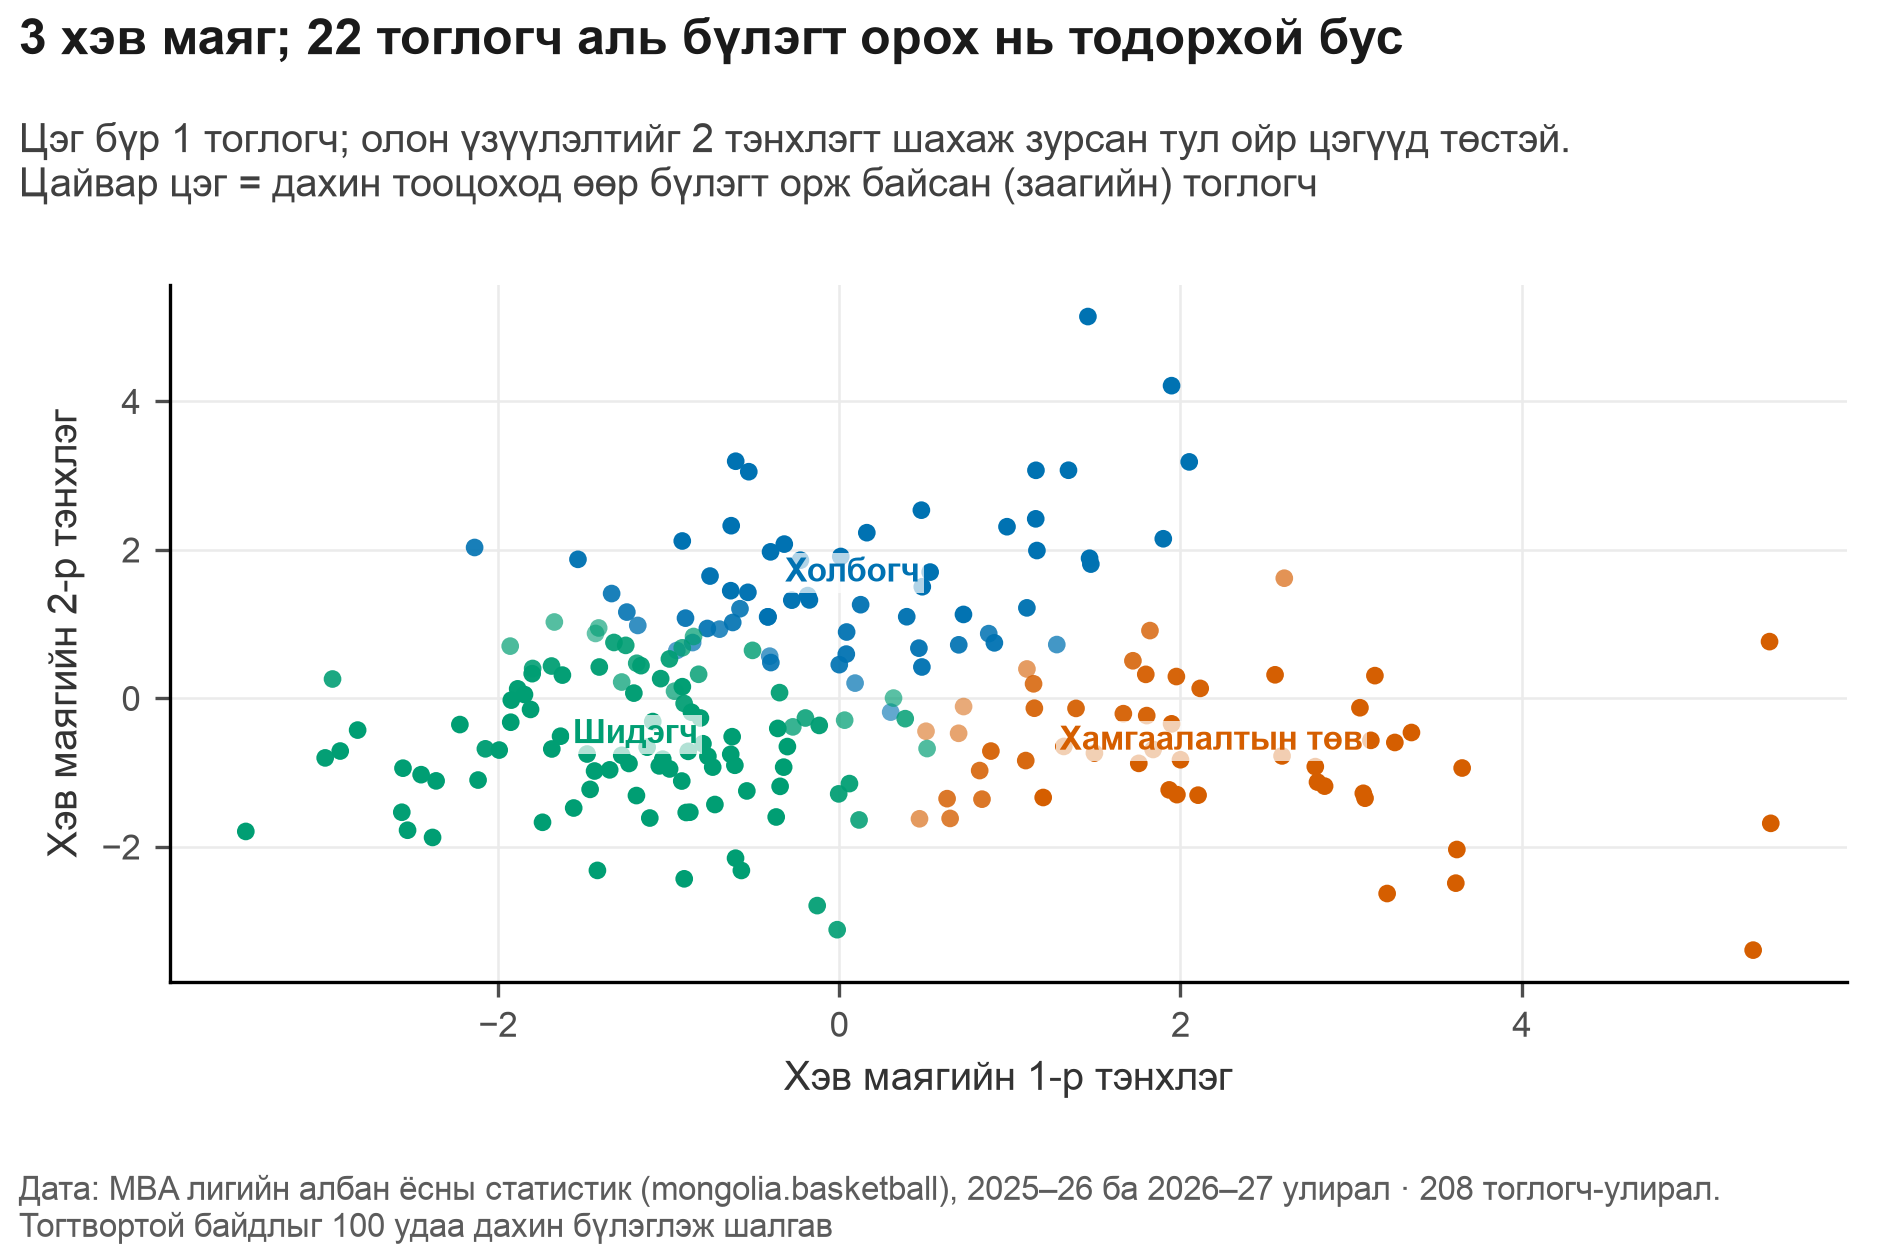 3 хэв маяг; 22 тоглогч аль бүлэгт орох нь тодорхой бус
Цэг бүр 1 тоглогч; олон үзүүлэлтийг 2 тэнхлэгт шахаж зурсан тул ойр цэгүүд төстэй.
Цайвар цэг = дахин тооцоход өөр бүлэгт орж байсан (заагийн) тоглогч
Хэв маягийн 2-р тэнхлэг
4
2
0
−2
Холбогч
Шидэгч
Хамгаалалтын төв
−2
0
2
4
Хэв маягийн 1-р тэнхлэг
Дата: MBA лигийн албан ёсны статистик (mongolia.basketball), 2025–26 ба 2026–27 улирал · 208 тоглогч-улирал.
Тогтвортой байдлыг 100 удаа дахин бүлэглэж шалгав